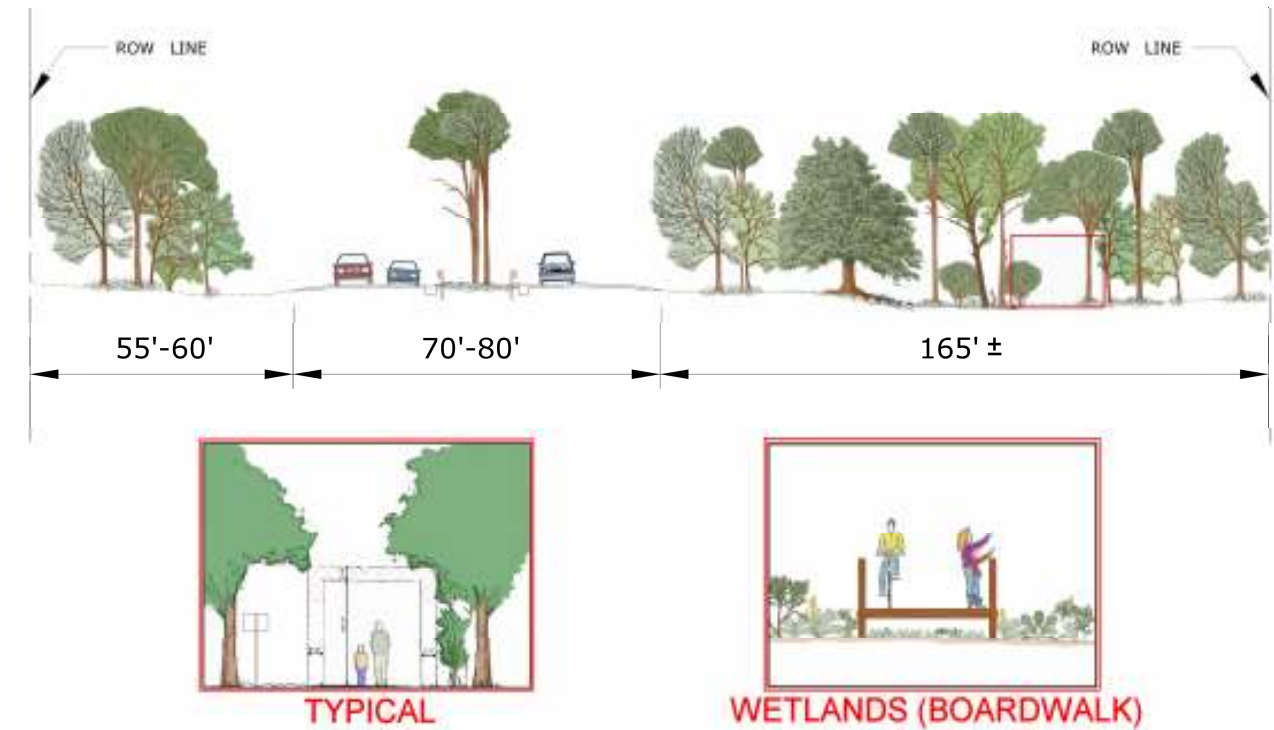 ROW LINE
ROW LINE
55'-60'
70'-80'
165' ±
TYPICAL
WETLANDS (BOARDWALK)